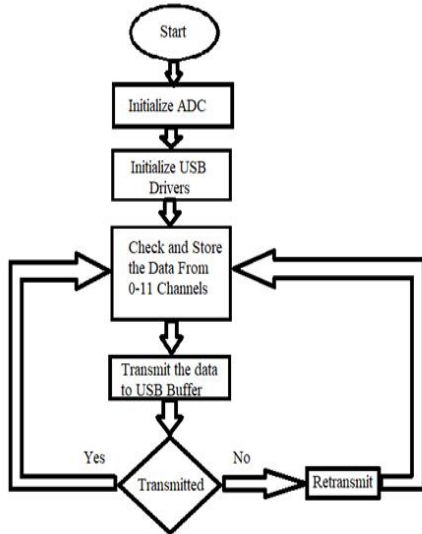 Start
Initialize ADC
Initialize USB
Drivers
Check and Store
the Data From
0-11 Channels
Transmit the data
to USB Buffer
Yes
No
Transmitted
Retransmit